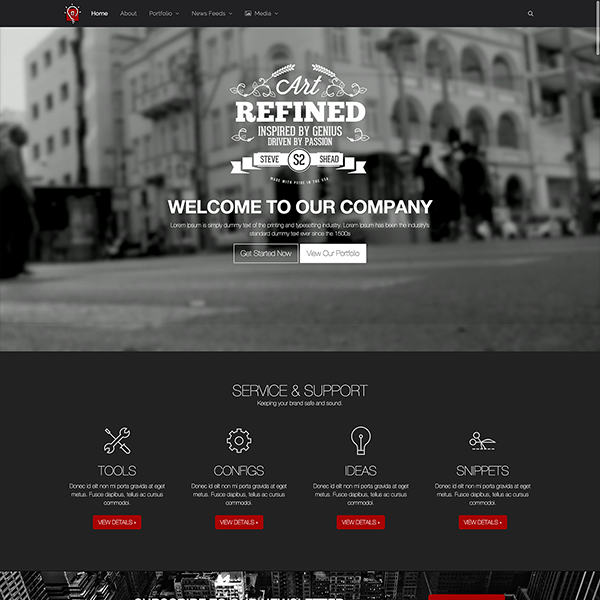 Home About Portfolio News Feeds Media
Art
REFINED
INSPIRED BY GENIUS
DRIVEN BY PASSION
STEVE S2 SHEAD
MADE WITH PRIDE IN THE USA
WELCOME TO OUR COMPANY
Lorem Ipsum is simply dummy text of the printing and typesetting industry. Lorem Ipsum has been the industry's
standard dummy text ever since the 1500s
Get Started Now View Our Portfolio
SERVICE & SUPPORT
Keeping your brand safe and sound.
TOOLS CONFIGS IDEAS SNIPPETS
Donec id elit non mi porta gravida at eget Donec id elit non mi porta gravida at eget Donec id elit non mi porta gravida at eget Donec id elit non mi porta gravida at eget
metus. Fusce dapibus, tellus ac cursus metus. Fusce dapibus, tellus ac cursus metus. Fusce dapibus, tellus ac cursus metus. Fusce dapibus, tellus ac cursus
commodoi. commodoi. commodoi. commodoi.
VIEW DETAILS » VIEW DETAILS » VIEW DETAILS » VIEW DETAILS »